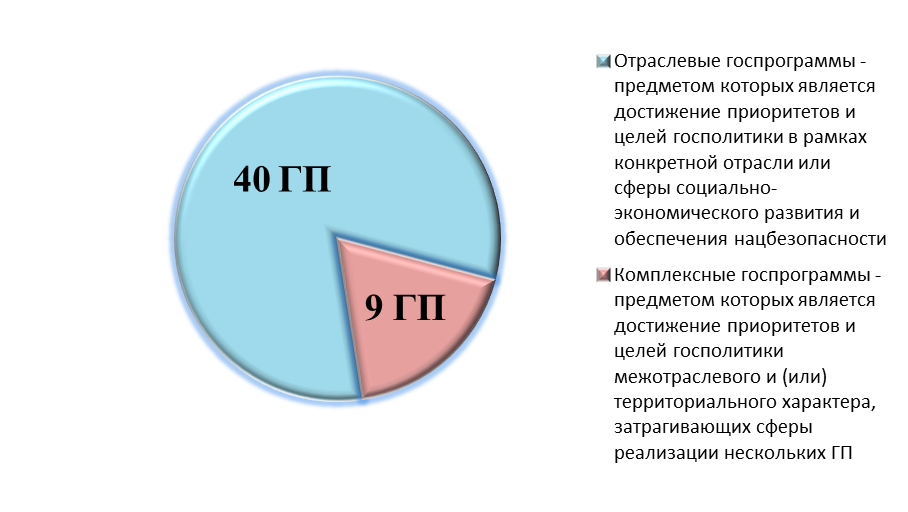 40 ГП
9 ГП
Отраслевые госпрограммы -
предметом которых является
достижение приоритетов и
целей госполитики в рамках
конкретной отрасли или
сферы социально-
экономического развития и
обеспечения нацбезопасности
Комплексные госпрограммы -
предметом которых является
достижение приоритетов и
целей госполитики
межотраслевого и (или)
территориального характера,
затрагивающих сферы
реализации нескольких ГП